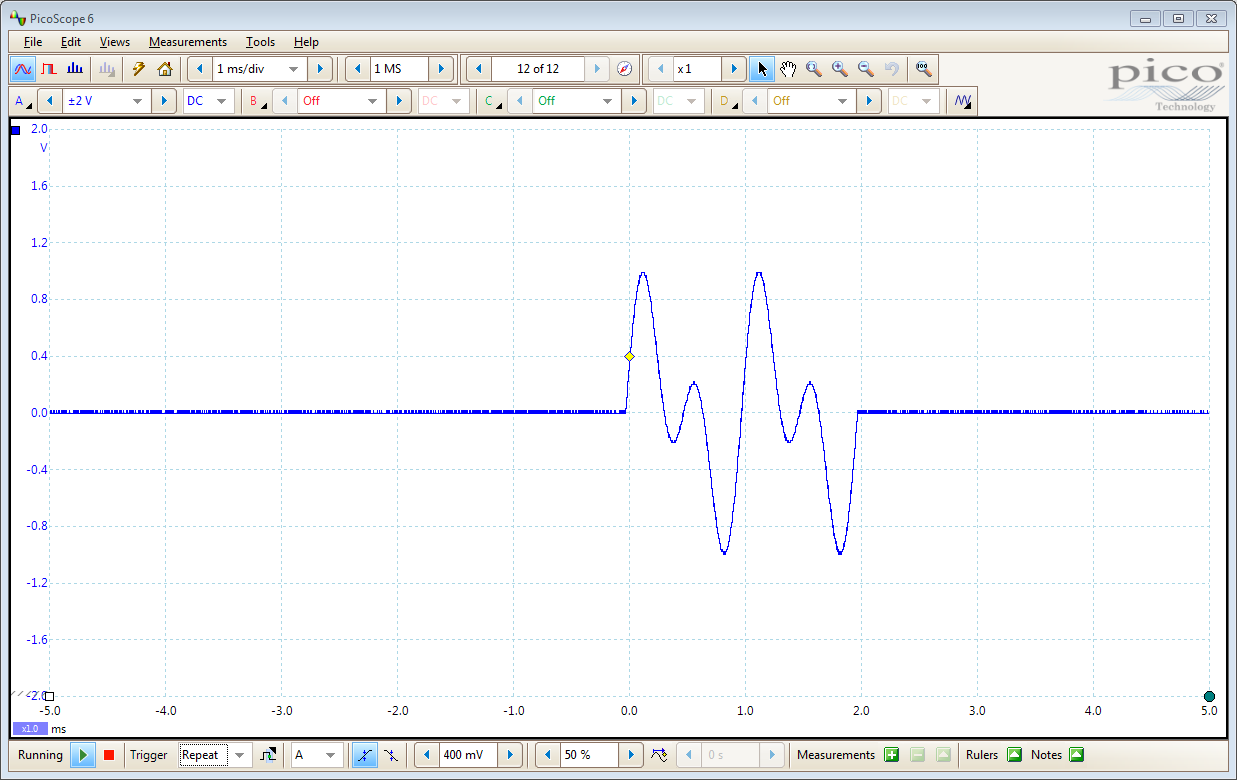 PicoScope 6
File Edit Views Measurements Tools Help
1 ms/div 1 MS 12 of 12 x1
pico
Technology
A ±2 V DC B Off DC C Off DC D Off DC
2.0
V
1.6
1.2
0.8
0.4
0.0
-0.4
-0.8
-1.2
-1.6
-2.0
-5.0 -4.0 -3.0 -2.0 -1.0 0.0 1.0 2.0 3.0 4.0 5.0
x1.0 ms
Running Trigger Repeat A 400 mV 50 % 0 s Measurements Rulers Notes